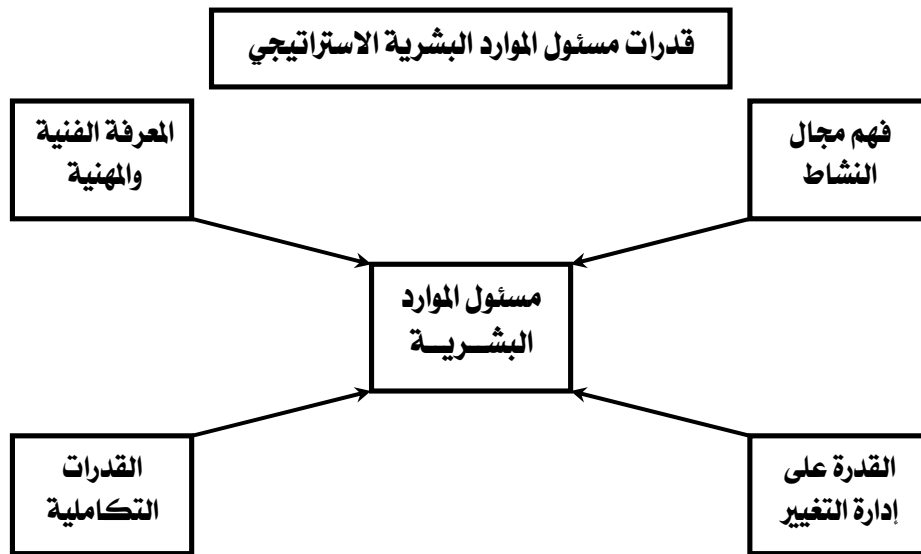 قدرات مسئول الموارد البشرية الاستراتيجي
فهم مجال
النشاط
المعرفة الفنية
والمهنية
مسئول الموارد
البشــريــة
القدرة على
إدارة التغيير
القدرات
التكاملية